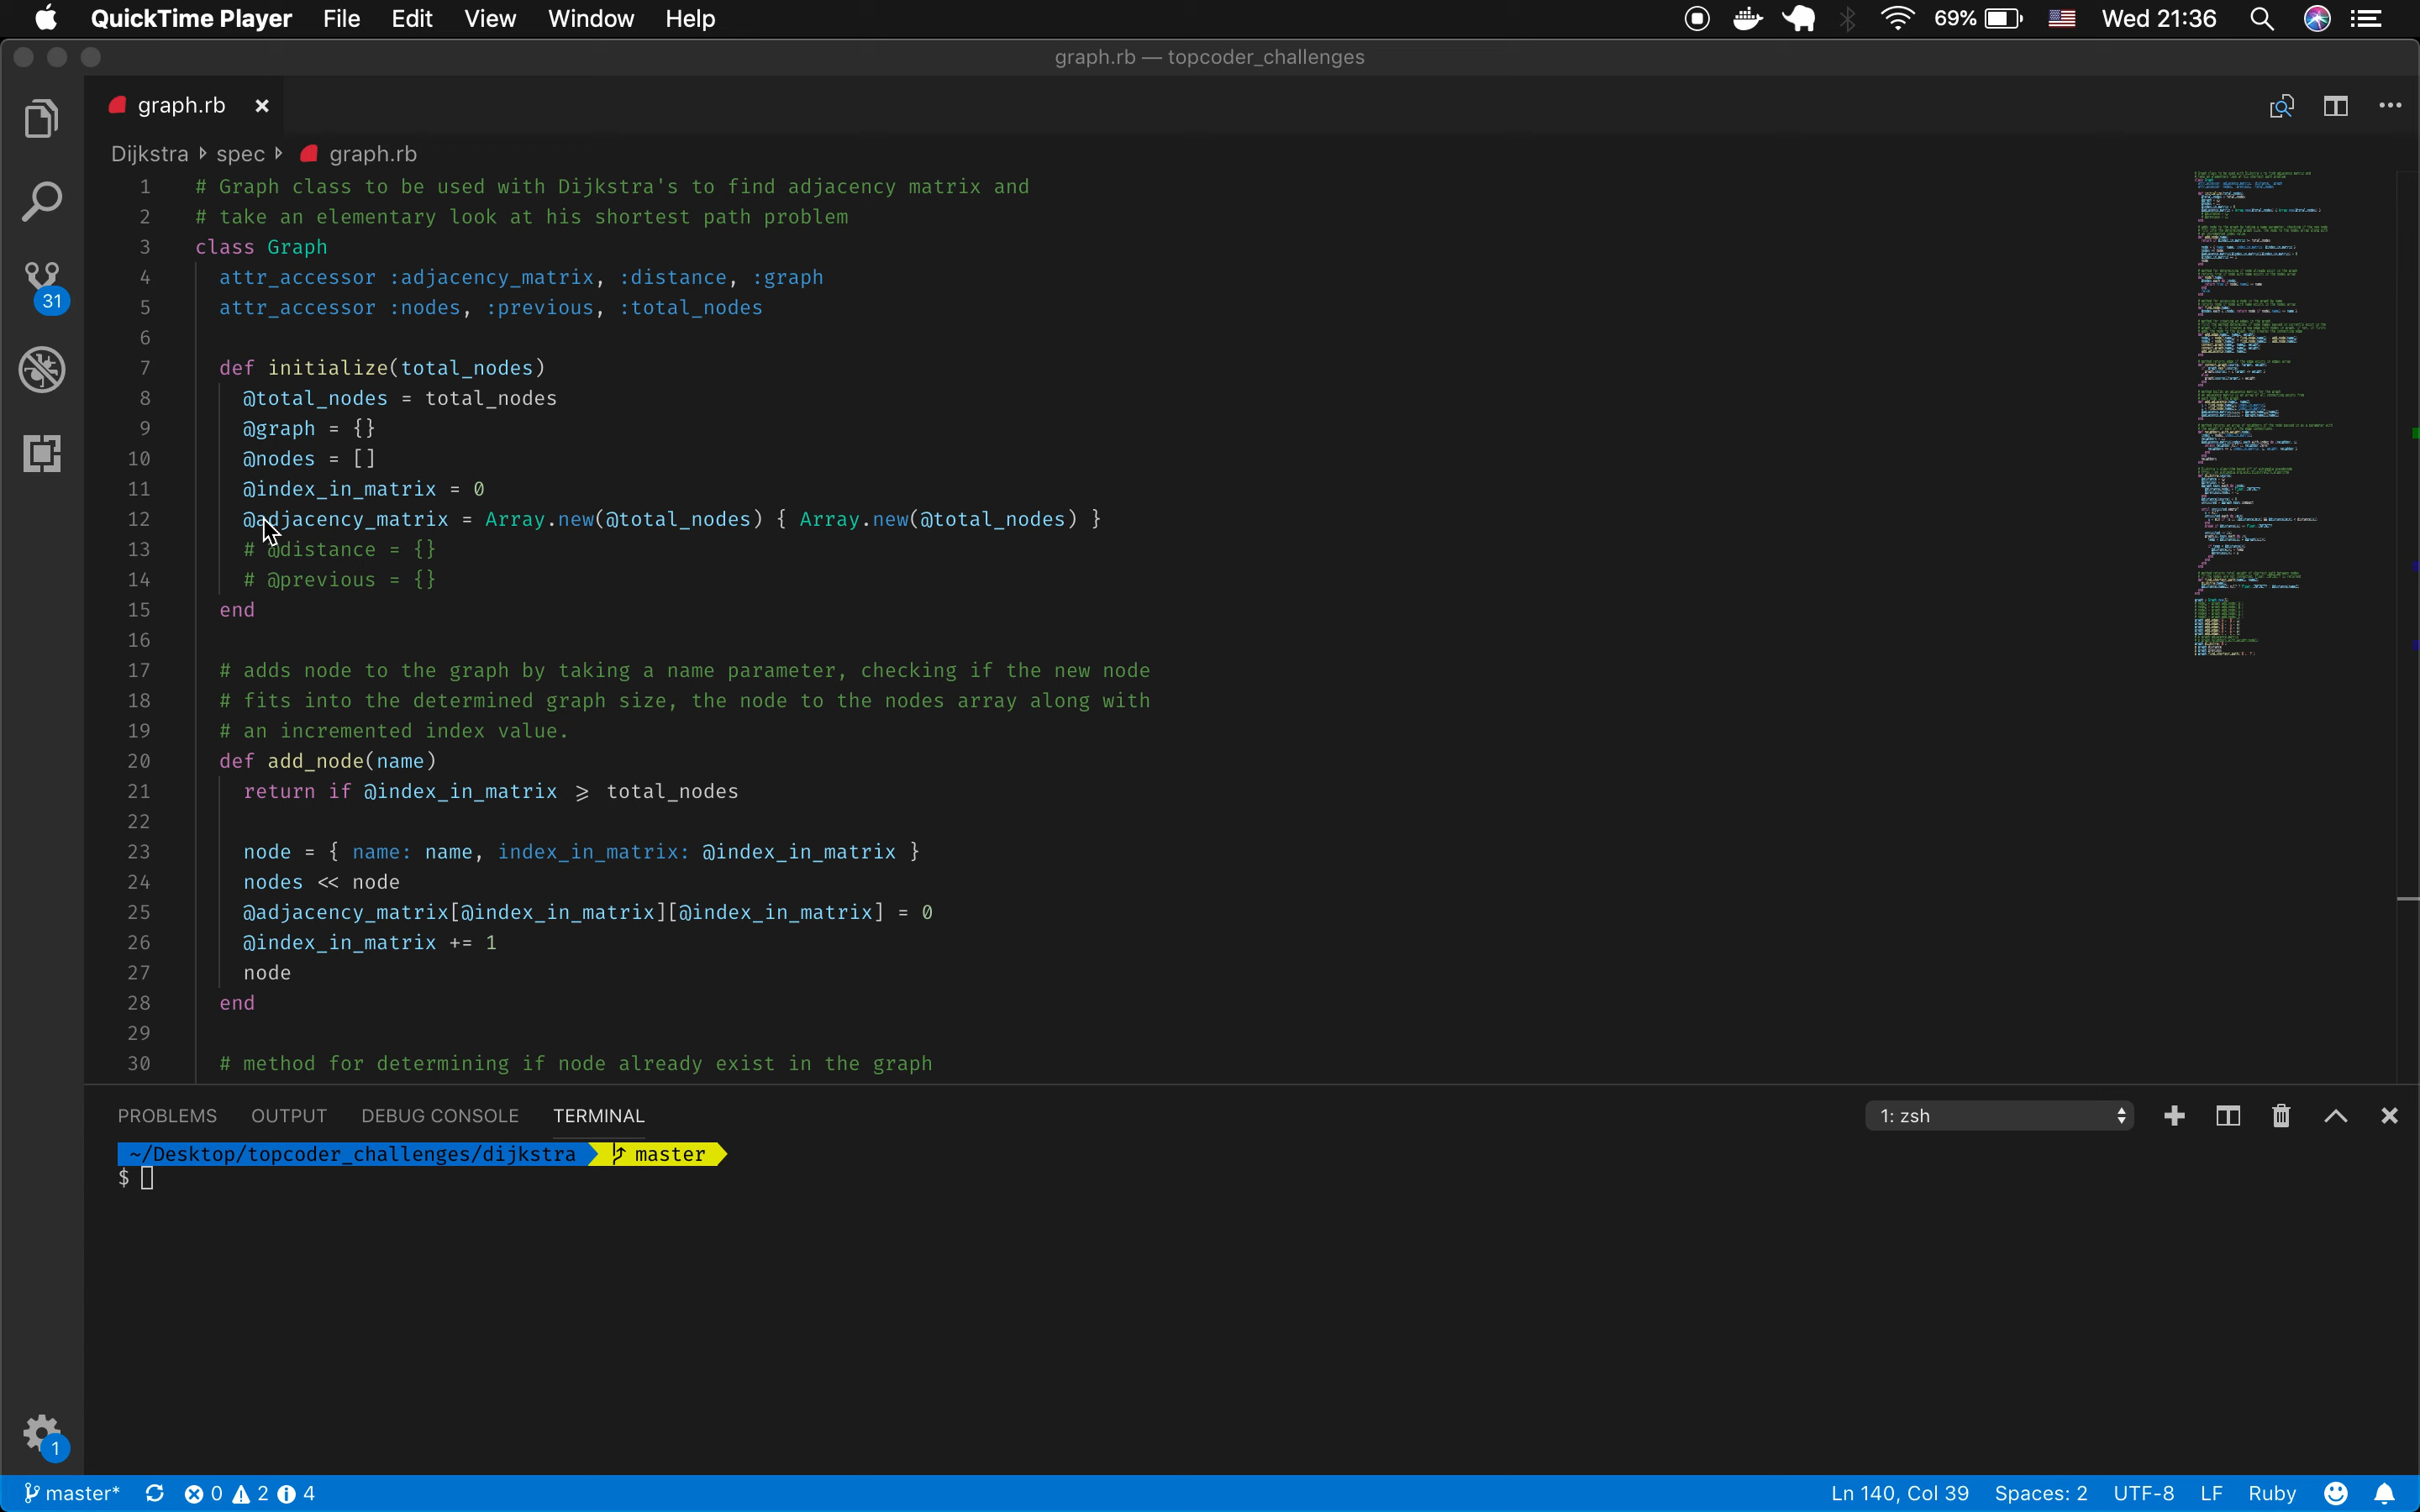 QuickTime Player File Edit View Window Help 69% Wed 21:36
graph.rb — topcoder_challenges
graph.rb
Dijkstra spec graph.rb
1 # Graph class to be used with Dijkstra's to find adjacency matrix and
2 # take an elementary look at his shortest path problem
3 class Graph
4 attr_accessor :adjacency_matrix, :distance, :graph
5 attr_accessor :nodes, :previous, :total_nodes
6
7 def initialize(total_nodes)
8 @total_nodes = total_nodes
9 @graph = {}
10 @nodes = []
11 @index_in_matrix = 0
12 @adjacency_matrix = Array.new(@total_nodes) { Array.new(@total_nodes) }
13 # @distance = {}
14 # @previous = {}
15 end
16
17 # adds node to the graph by taking a name parameter, checking if the new node
18 # fits into the determined graph size, the node to the nodes array along with
19 # an incremented index value.
20 def add_node(name)
21 return if @index_in_matrix >= total_nodes
22
23 node = { name: name, index_in_matrix: @index_in_matrix }
24 nodes << node
25 @adjacency_matrix[@index_in_matrix][@index_in_matrix] = 0
26 @index_in_matrix += 1
27 node
28 end
29
30 # method for determining if node already exist in the graph
31
PROBLEMS OUTPUT DEBUG CONSOLE TERMINAL 1: zsh
~/Desktop/topcoder_challenges/dijkstra master
$
1
master* 0 2 4 Ln 140, Col 39 Spaces: 2 UTF-8 LF Ruby